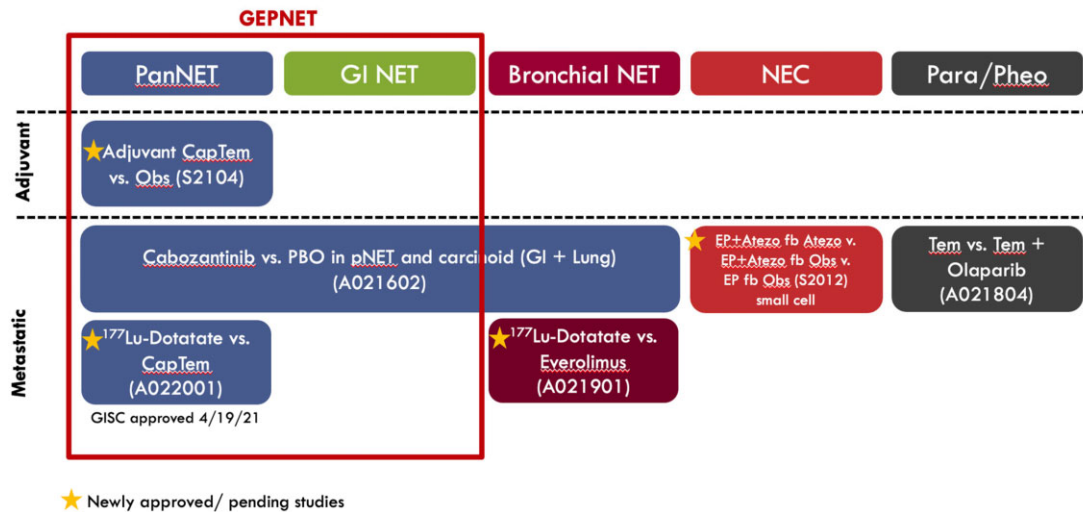 GEPNET
PanNET
GI NET
Bronchial NET
NEC
Para/Pheo
Adjuvant
Adjuvant CapTem
vs. Obs (S2104)
Metastatic
Cabozantinib vs. PBO in pNET and carcinoid (GI + Lung)
(A021602)
EP+Atezo fb Atezo v.
EP+Atezo fb Obs v.
EP fb Obs (S2012)
small cell
Tem vs. Tem +
Olaparib
(A021804)
¹⁷⁷Lu-Dotatate vs.
CapTem
(A022001)
GISC approved 4/19/21
¹⁷⁷Lu-Dotatate vs.
Everolimus
(A021901)
Newly approved/ pending studies